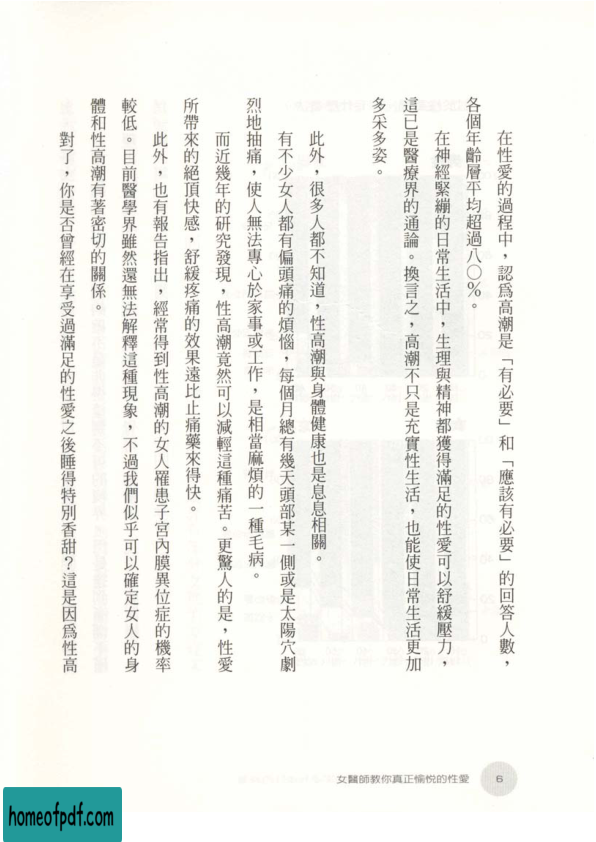 在性愛的過程中，認為高潮是「有必要」和「應該有必要」的回答人數，
各個年齡層平均超過八〇%。
在神經緊繃的日常生活中，生理與精神都獲得滿足的性愛可以舒緩壓力，
這已是醫療界的通論。換言之，高潮不只是充實性生活，也能使日常生活更加
多采多姿。
此外，很多人都不知道，性高潮與身體健康也是息息相關。
有不少女人都有偏頭痛的煩惱，每個月總有幾天頭部某一側或是太陽穴劇
烈地抽痛，使人無法專心於家事或工作，是相當麻煩的一種毛病。
而近幾年的研究發現，性高潮竟然可以減輕這種痛苦。更驚人的是，性愛
所帶來的絕頂快感，舒緩疼痛的效果遠比止痛藥來得快。
此外，也有報告指出，經常得到性高潮的女人罹患子宮內膜異位症的機率
較低。目前醫學界雖然還無法解釋這種現象，不過我們似乎可以確定女人的身
體和性高潮有著密切的關係。
對了，你是否曾經在享受過滿足的性愛之後睡得特別香甜？這是因為性高
女醫師教你真正愉悅的性愛 6
homeofpdf.com